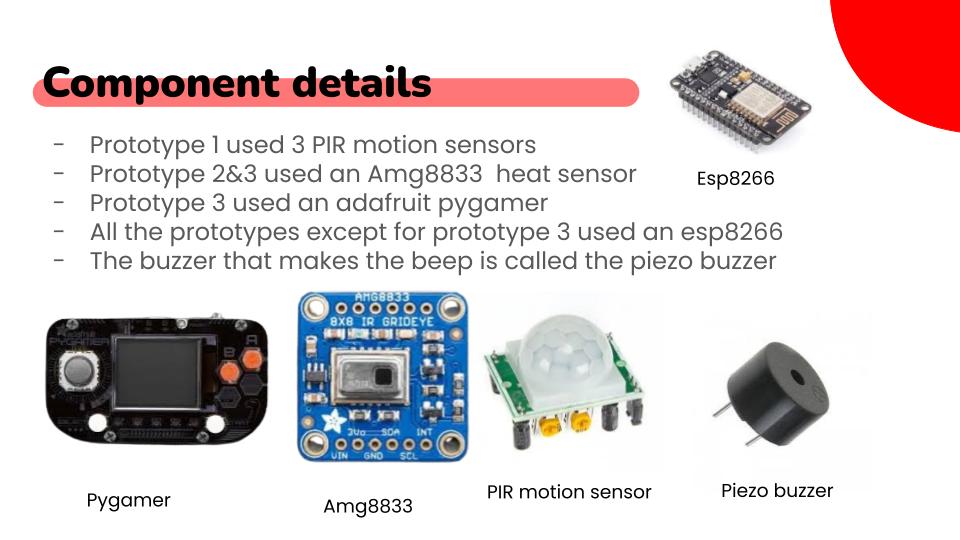 Component details
- Prototype 1 used 3 PIR motion sensors
- Prototype 2&3 used an Amg8833  heat sensor
- Prototype 3 used an adafruit pygamer
- All the prototypes except for prototype 3 used an esp8266
- The buzzer that makes the beep is called the piezo buzzer
Esp8266
PYGAMER
B
A
AMG8833
8X8 IR GRIDEYE
3Vo SDA INT
VIN GND SCL
Pygamer
Amg8833
PIR motion sensor
Piezo buzzer